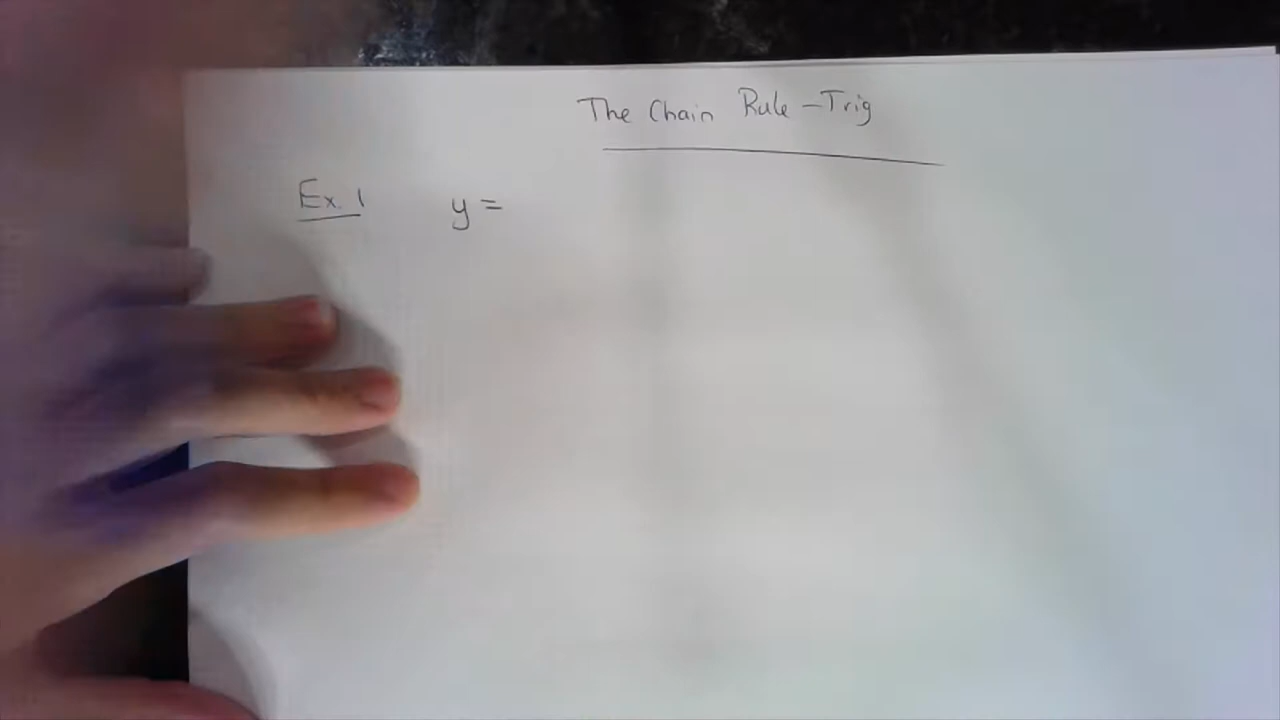 The Chain Rule - Trig
Ex. 1 y =